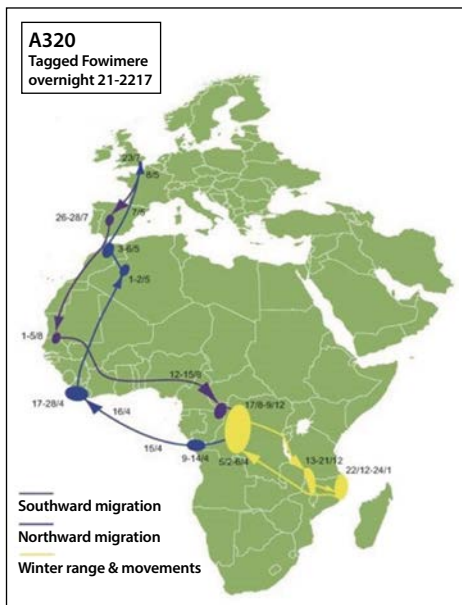 A320
Tagged Fowimere
overnight 21-2217
23/7
8/5
7/5
26-28/7
3-6/5
1-2/5
1-5/8
12-15/8
17-28/4
16/4
17/8-9/12
15/4
9-14/4
5/2-6/4
13-21/12
22/12-24/1
Southward migration
Northward migration
Winter range & movements